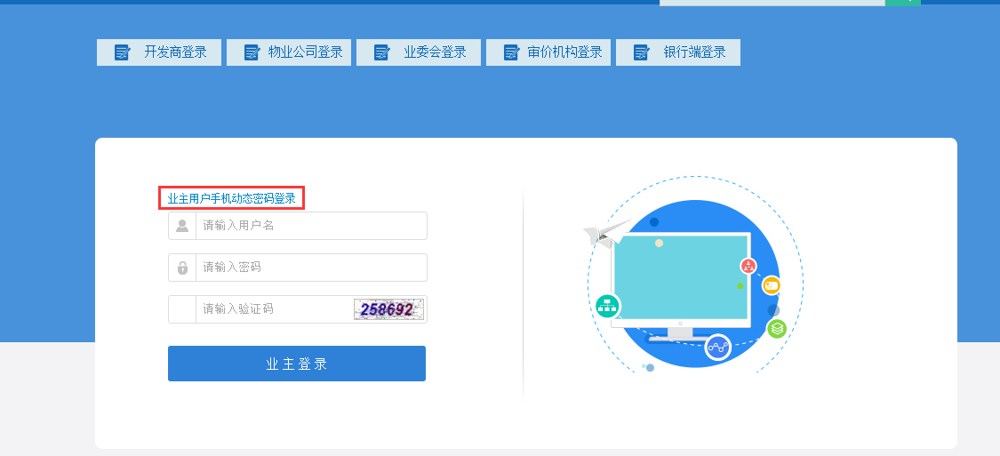 开发商登录
物业公司登录
业委会登录
审价机构登录
银行端登录
业主用户手机动态密码登录
请输入用户名
请输入密码
请输入验证码
258692
业主登录